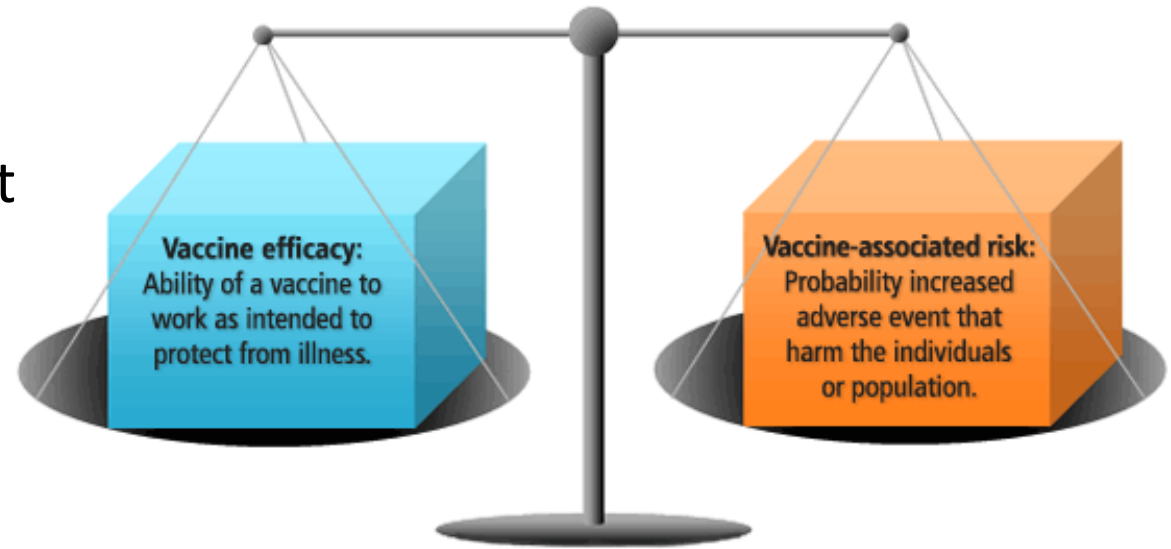 t
Vaccine efficacy:
Ability of a vaccine to
work as intended to
protect from illness.
Vaccine-associated risk:
Probability increased
adverse event that
harm the individuals
or population.